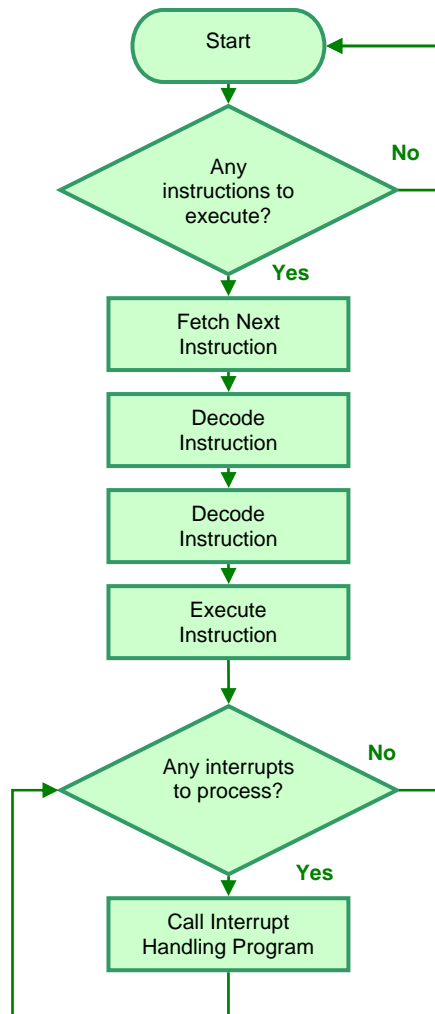 Start
Any
instructions to
execute?
No
Yes
Fetch Next
Instruction
Decode
Instruction
Decode
Instruction
Execute
Instruction
Any interrupts
to process?
No
Yes
Call Interrupt
Handling Program